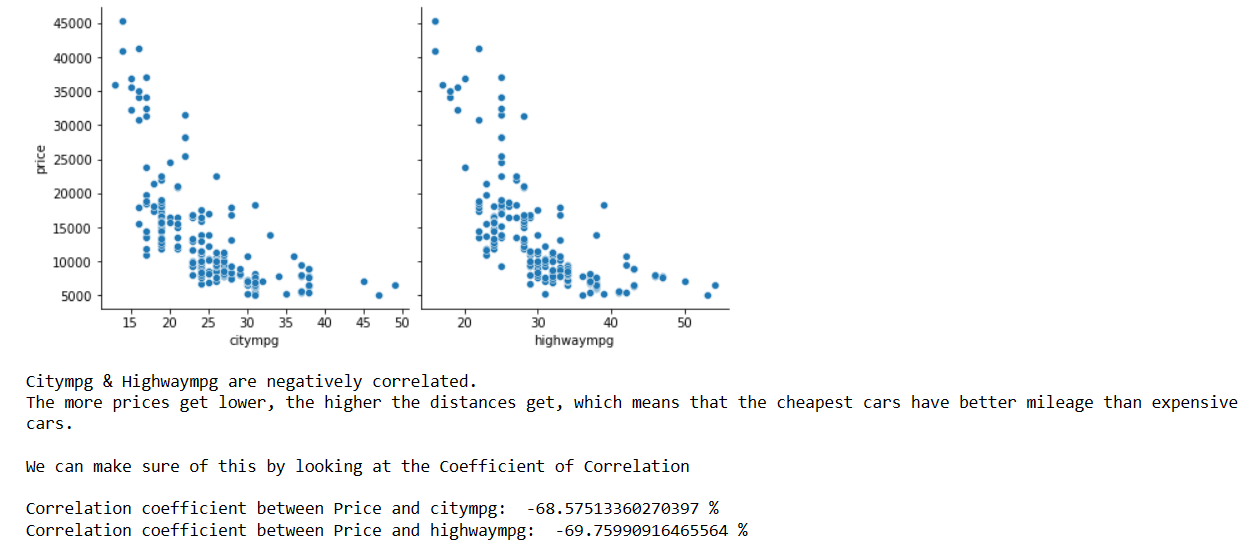 45000
40000
35000
30000
25000
20000
15000
10000
5000
price
15 20 25 30 35 40 45 50
citympg
20 30 40 50
highwaympg
Citympg & Highwaympg are negatively correlated.
The more prices get lower, the higher the distances get, which means that the cheapest cars have better mileage than expensive
cars.
We can make sure of this by looking at the Coefficient of Correlation
Correlation coefficient between Price and citympg:  -68.57513360270397 %
Correlation coefficient between Price and highwaympg:  -69.75990916465564 %